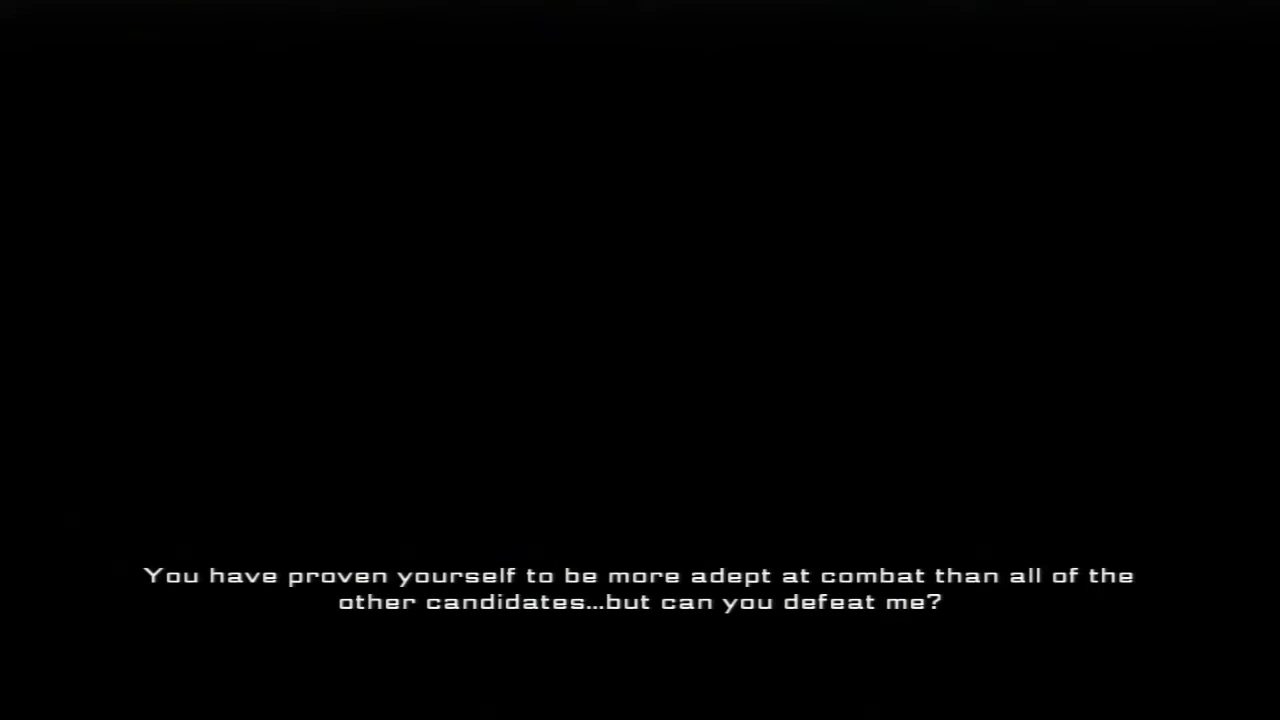 You have proven yourself to be more adept at combat than all of the
other candidates...but can you defeat me?